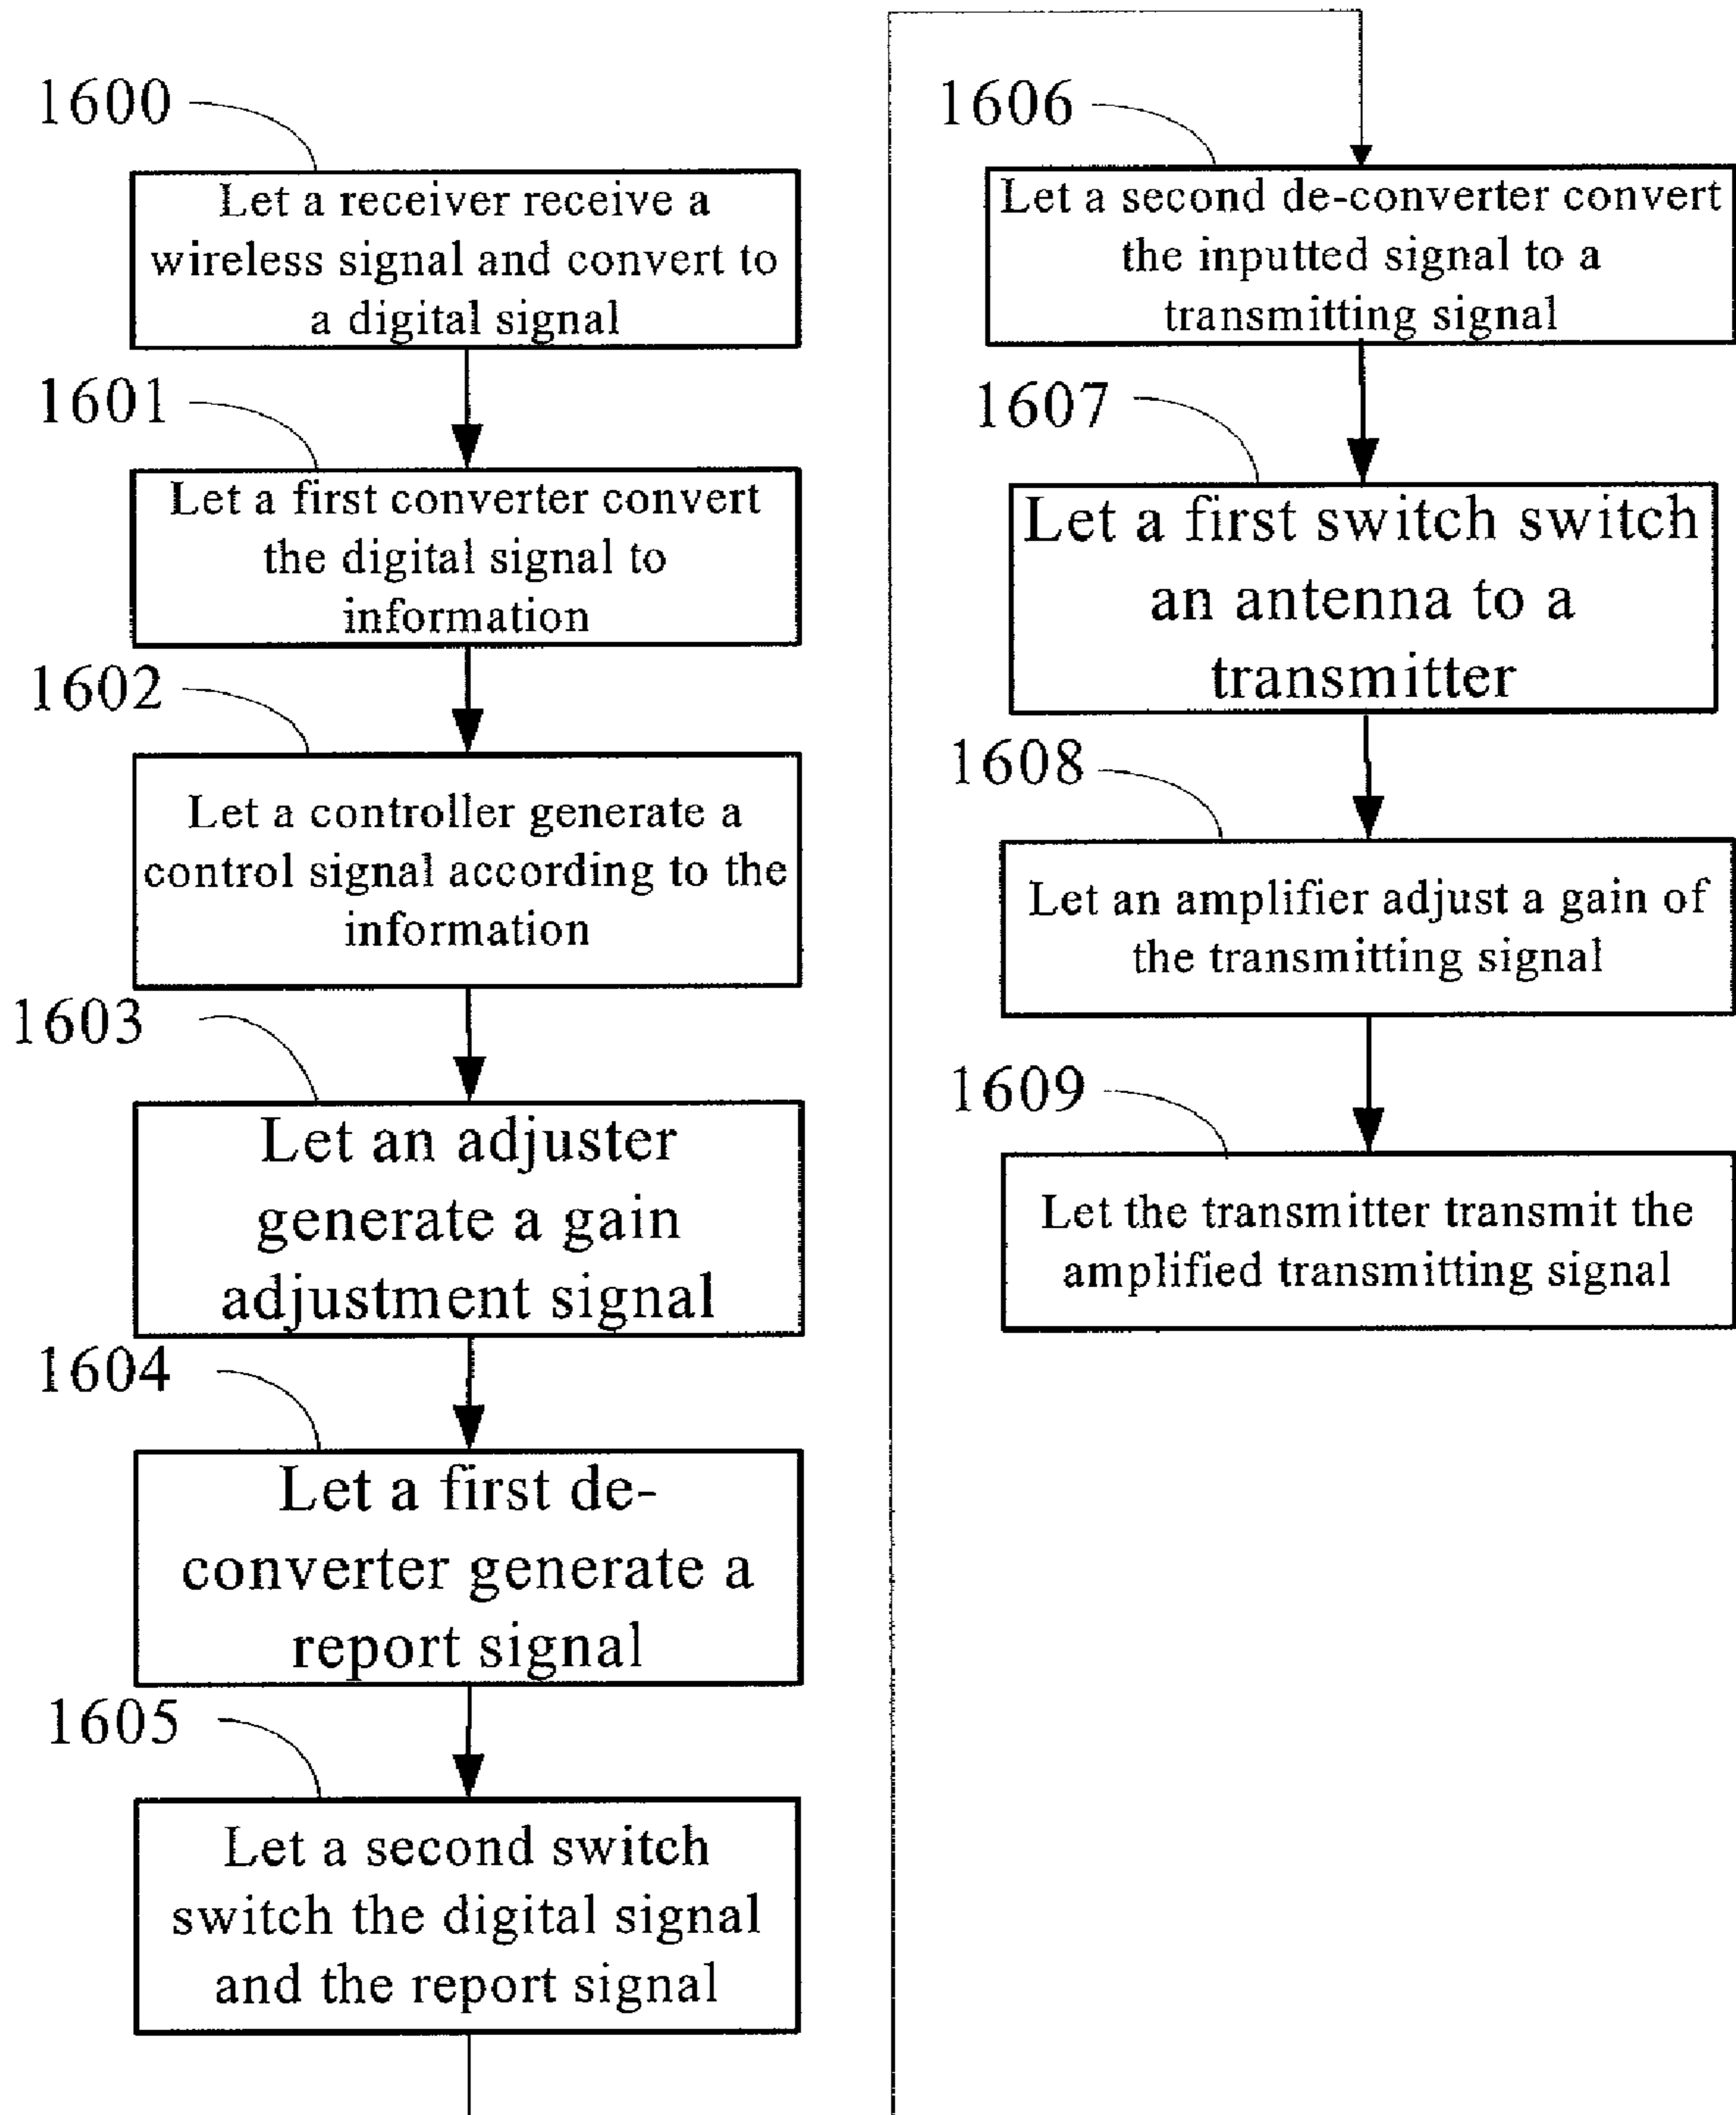 1600
Let a receiver receive a
wireless signal and convert to
a digital signal
1601
Let a first converter convert
the digital signal to
information
1602
Let a controller generate a
control signal according to the
information
1603
Let an adjuster
generate a gain
adjustment signal
1604
Let a first de-
converter generate a
report signal
1605
Let a second switch
switch the digital signal
and the report signal
1606
Let a second de-converter convert
the inputted signal to a
transmitting signal
1607
Let a first switch switch
an antenna to a
transmitter
1608
Let an amplifier adjust a gain of
the transmitting signal
1609
Let the transmitter transmit the
amplified transmitting signal